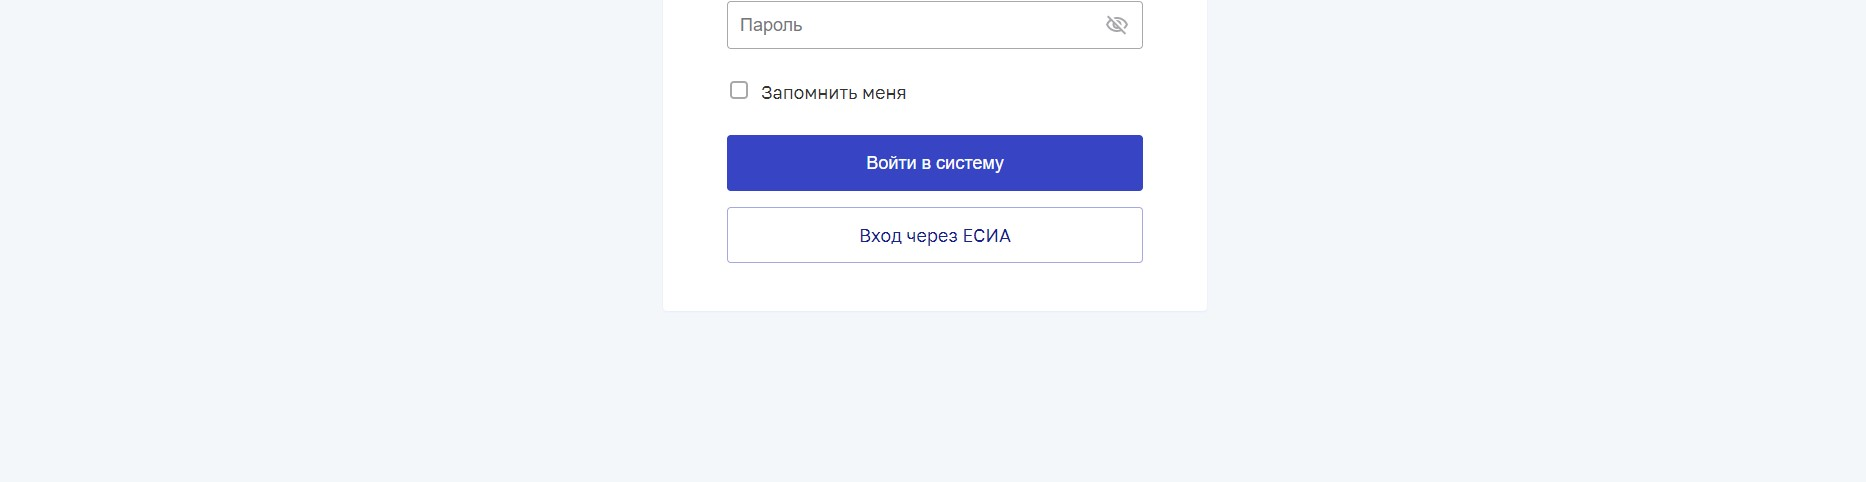 Пароль
Запомнить меня
Войти в систему
Вход через ЕСИА